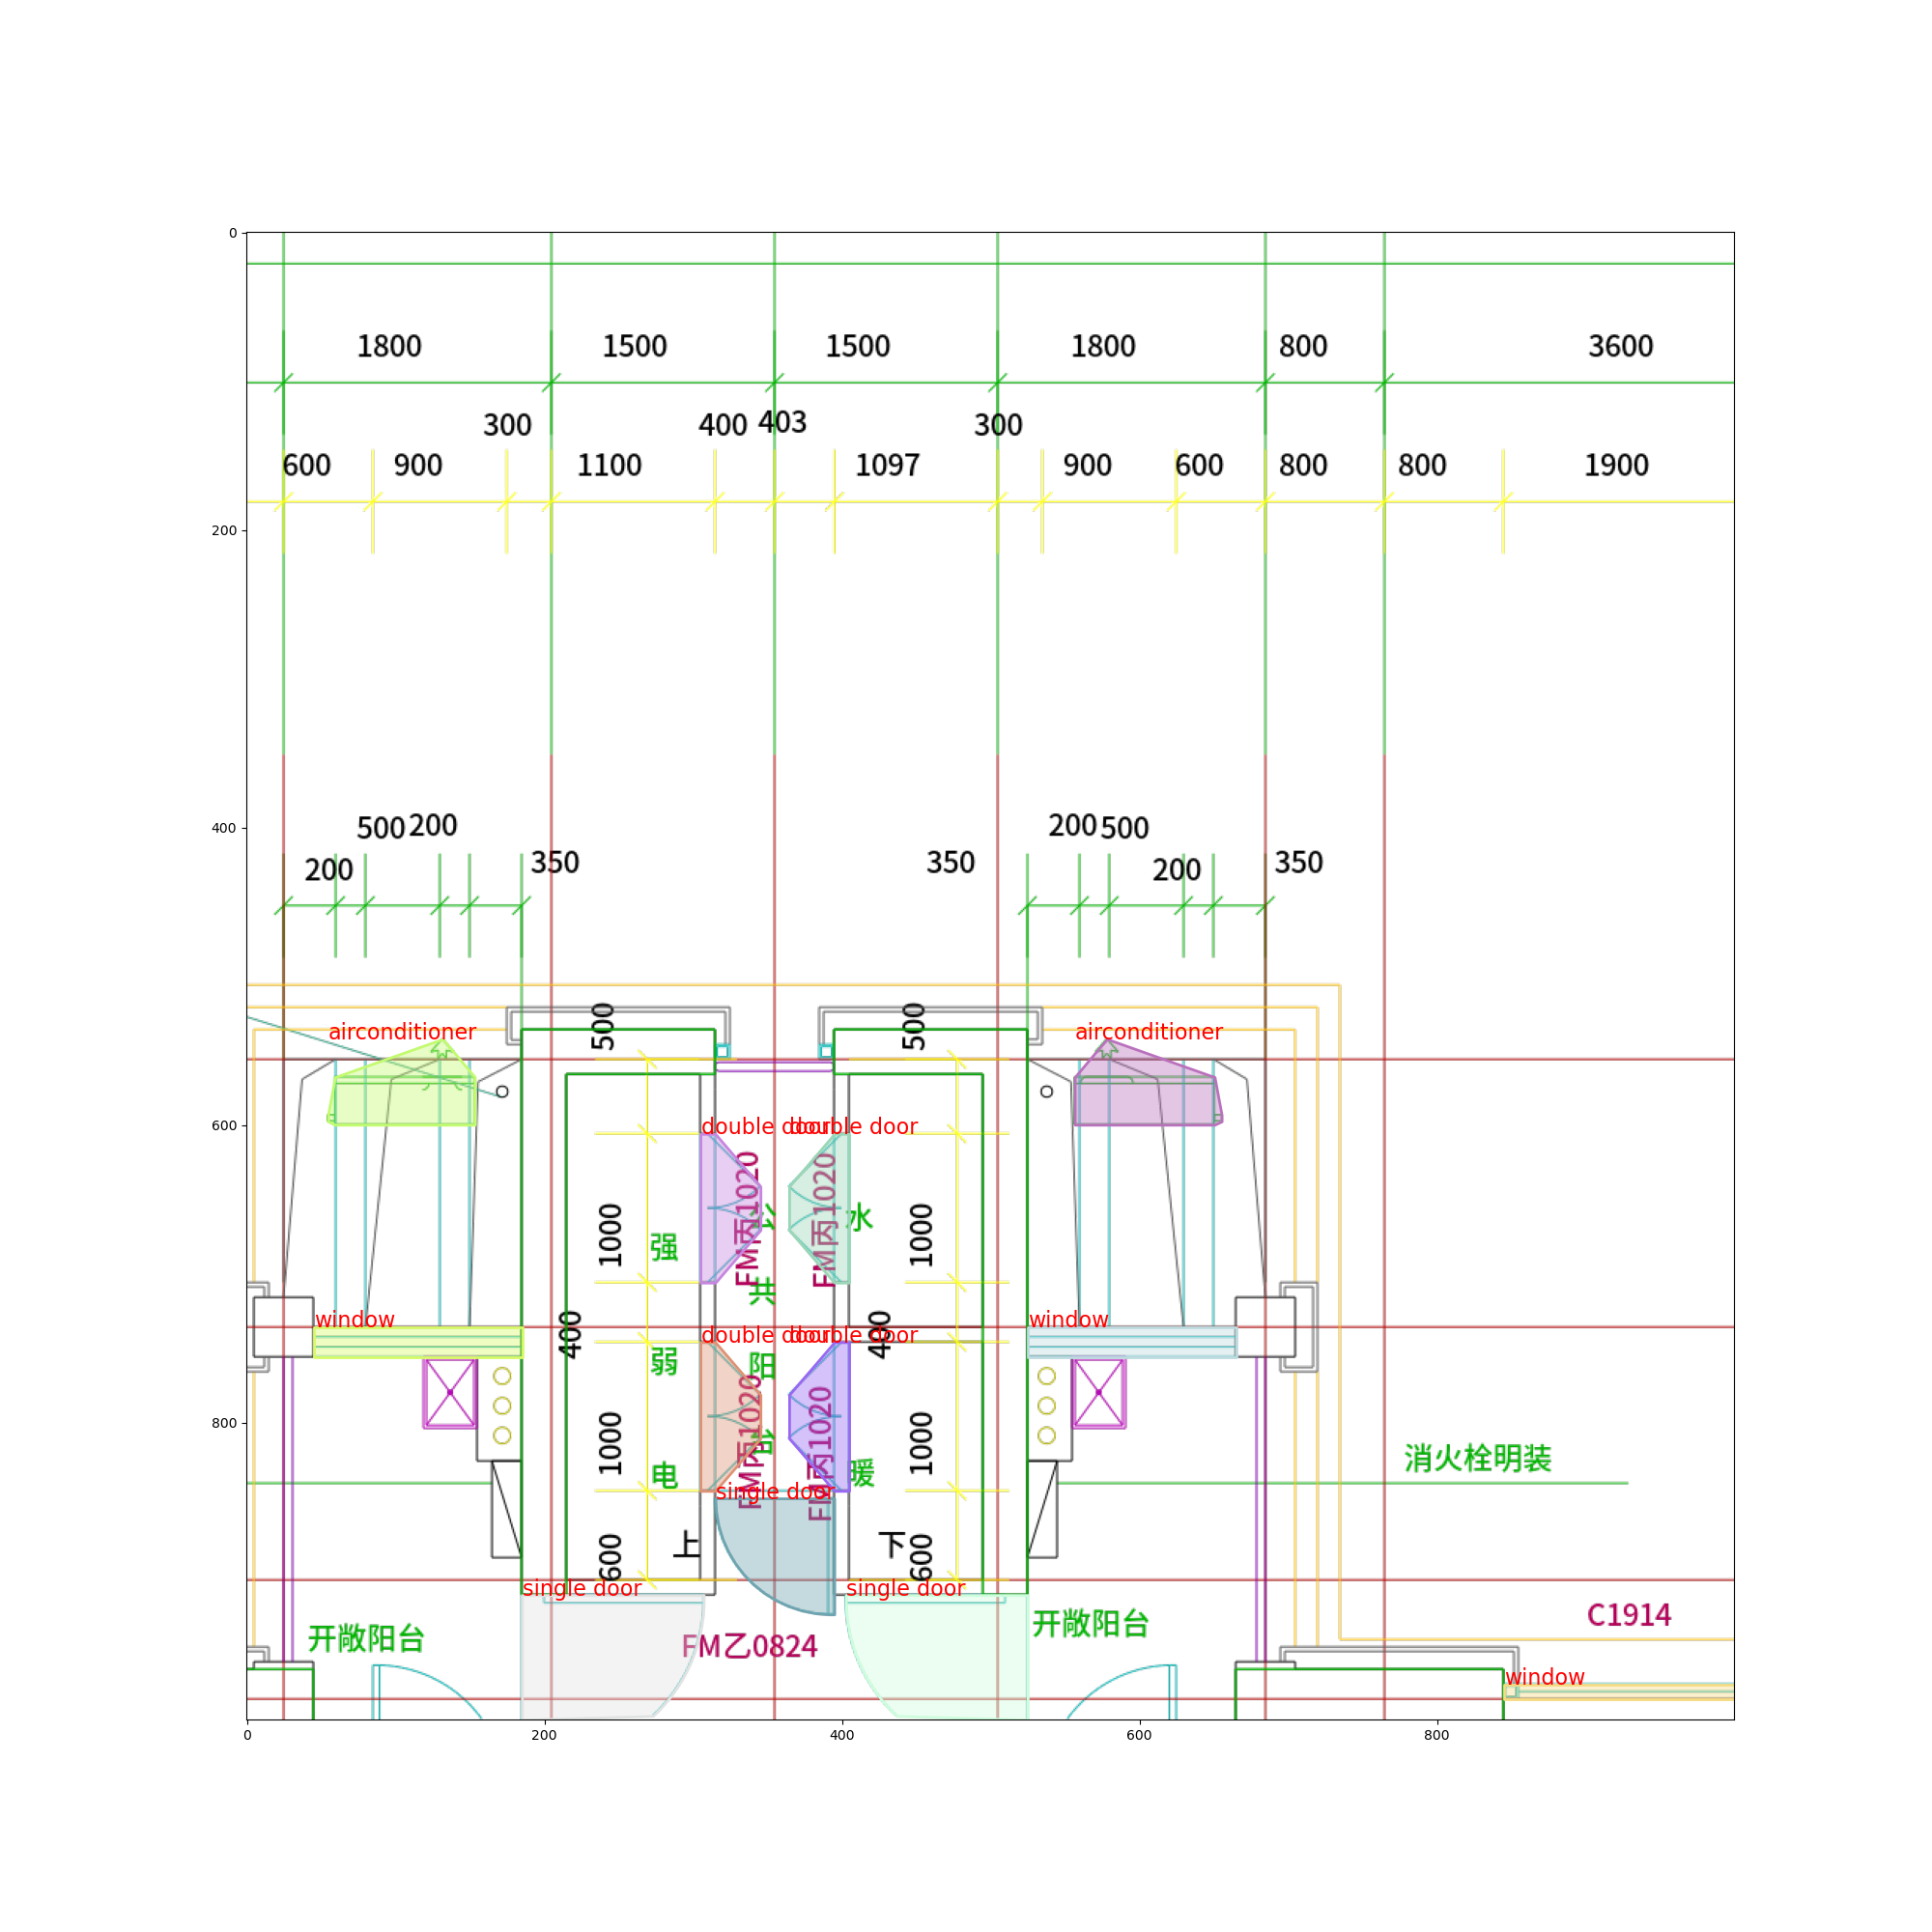 0
1800 1500 1500 1800 800 3600
300 400 403 300
600 900 1100 1097 900 600 800 800 1900
200
400
500 200 200 500
200 350 350 200 350
500 500
airconditioner airconditioner
600
double door double door
FM丙1020 FM丙1020
1000 1000
强 公 水
共
window window
400 400
double door double door
弱 阳
800
FM丙1020 FM丙1020
1000 1000
台
电 暖
消火栓明装
single door
上 下
600 600
single door single door
开敞阳台 FM乙0824 开敞阳台 C1914
window
0 200 400 600 800